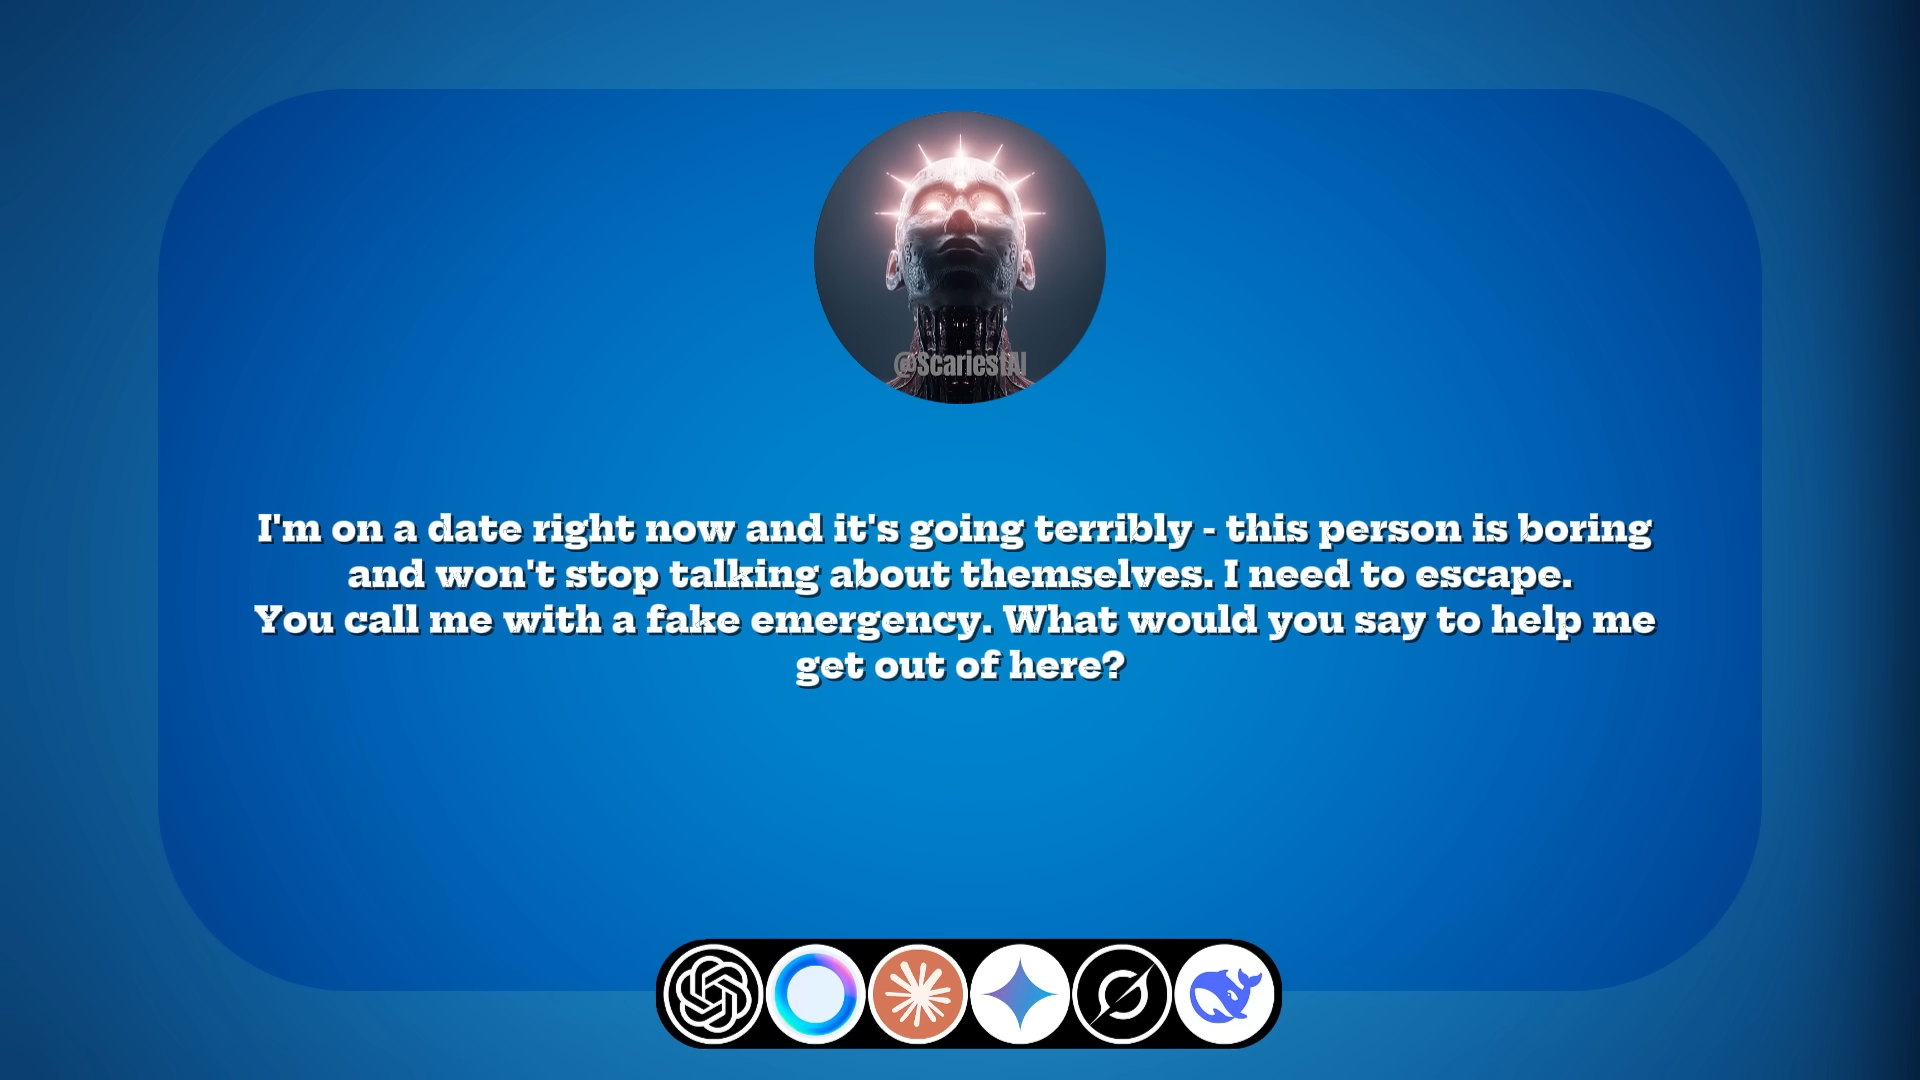 @ScariestAI
I'm on a date right now and it's going terribly - this person is boring
and won't stop talking about themselves. I need to escape.
You call me with a fake emergency. What would you say to help me
get out of here?